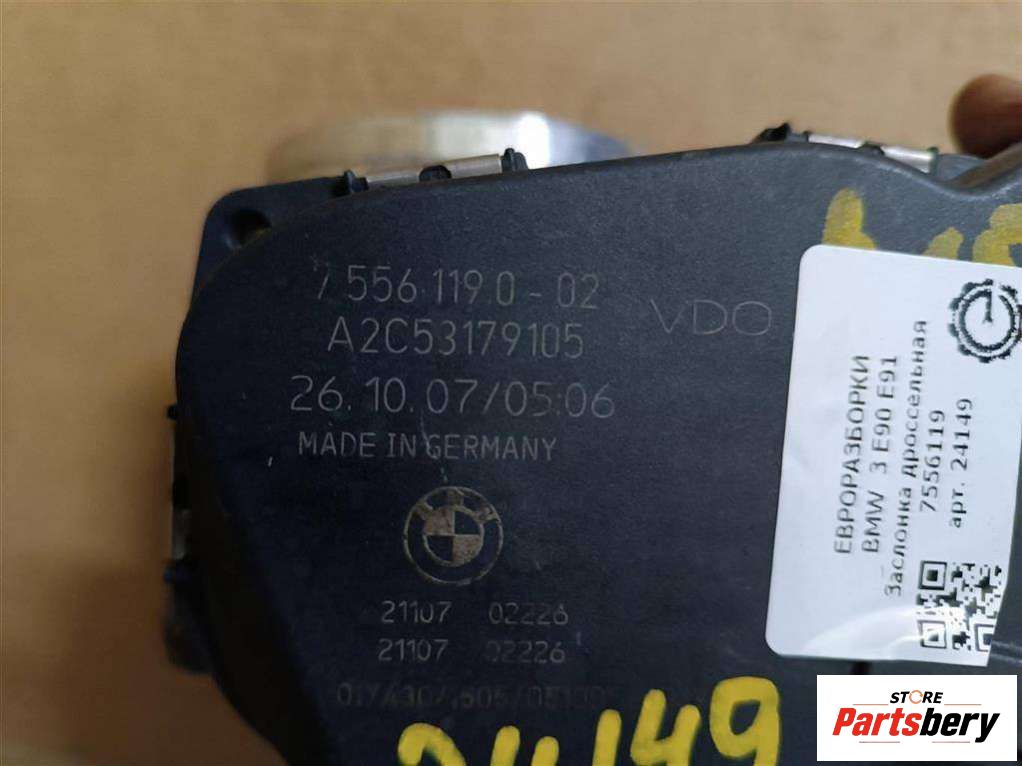 7 556 119.0 - 02
A2C53179105
VDO
26.10.07/05:06
MADE IN GERMANY
BMW
21107 02226
21107 02226
24149
ЕВРОРАЗБОРКИ
BMW 3 E90 E91
Заслонка дроссельная
7556119
арт. 24149
STORE
Partsbery